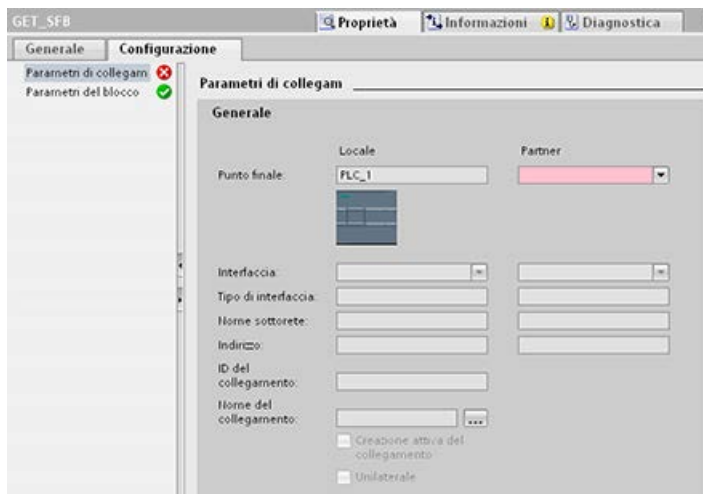 GET_SFB
Proprietà Informazioni Diagnostica
Generale Configurazione
Parametri di collegam
Parametri del blocco
Parametri di collegam
Generale
Locale Partner
Punto finale: PLC_1
Interfaccia:
Tipo di interfaccia:
Nome sottorete:
Indirizzo:
ID del
collegamento:
Nome del
collegamento: ...
Creazione attiva del
collegamento
Unilaterale